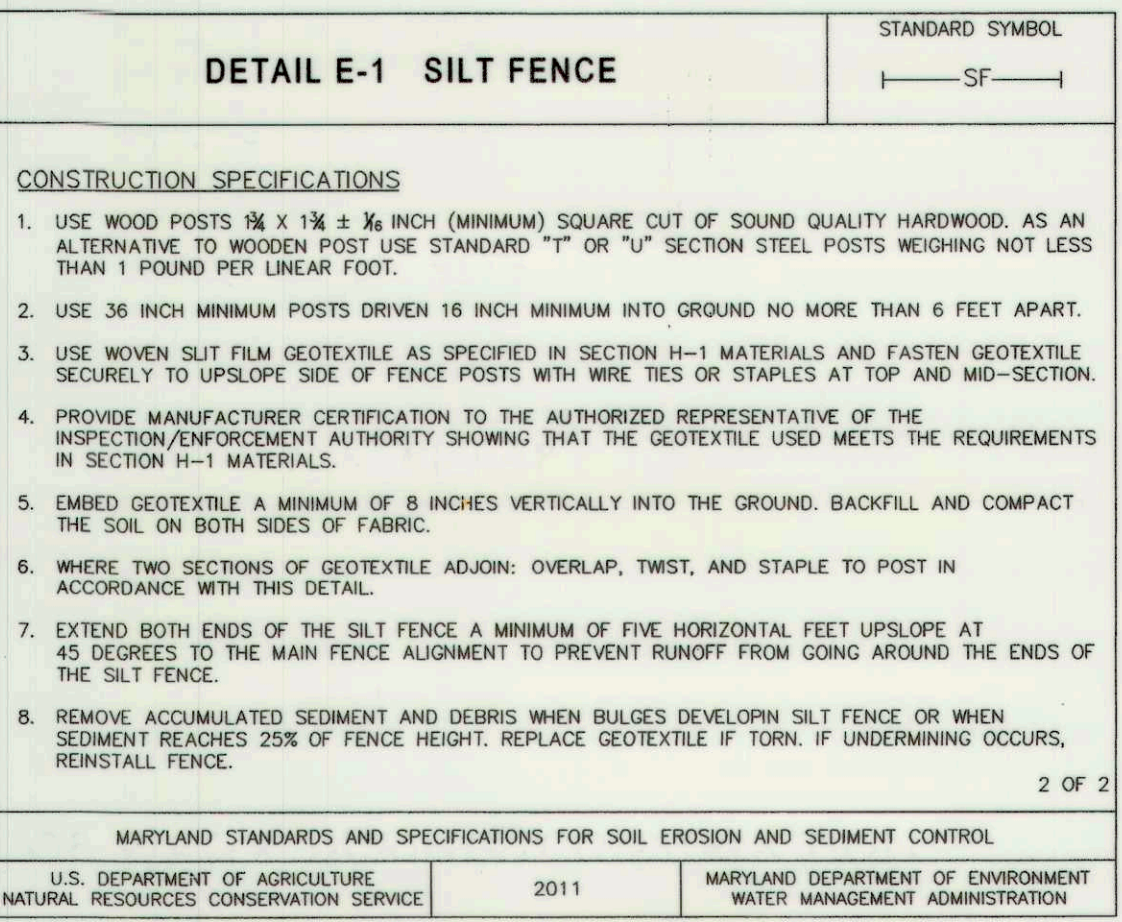 DETAIL E-1 SILT FENCE
STANDARD SYMBOL
SF
CONSTRUCTION SPECIFICATIONS
1. USE WOOD POSTS 1¾ X 1¾ ± 1/16 INCH (MINIMUM) SQUARE CUT OF SOUND QUALITY HARDWOOD. AS AN
ALTERNATIVE TO WOODEN POST USE STANDARD "T" OR "U" SECTION STEEL POSTS WEIGHING NOT LESS
THAN 1 POUND PER LINEAR FOOT.
2. USE 36 INCH MINIMUM POSTS DRIVEN 16 INCH MINIMUM INTO GROUND NO MORE THAN 6 FEET APART.
3. USE WOVEN SLIT FILM GEOTEXTILE AS SPECIFIED IN SECTION H-1 MATERIALS AND FASTEN GEOTEXTILE
SECURELY TO UPSLOPE SIDE OF FENCE POSTS WITH WIRE TIES OR STAPLES AT TOP AND MID-SECTION.
4. PROVIDE MANUFACTURER CERTIFICATION TO THE AUTHORIZED REPRESENTATIVE OF THE
INSPECTION/ENFORCEMENT AUTHORITY SHOWING THAT THE GEOTEXTILE USED MEETS THE REQUIREMENTS
IN SECTION H-1 MATERIALS.
5. EMBED GEOTEXTILE A MINIMUM OF 8 INCHES VERTICALLY INTO THE GROUND. BACKFILL AND COMPACT
THE SOIL ON BOTH SIDES OF FABRIC.
6. WHERE TWO SECTIONS OF GEOTEXTILE ADJOIN: OVERLAP, TWIST, AND STAPLE TO POST IN
ACCORDANCE WITH THIS DETAIL.
7. EXTEND BOTH ENDS OF THE SILT FENCE A MINIMUM OF FIVE HORIZONTAL FEET UPSLOPE AT
45 DEGREES TO THE MAIN FENCE ALIGNMENT TO PREVENT RUNOFF FROM GOING AROUND THE ENDS OF
THE SILT FENCE.
8. REMOVE ACCUMULATED SEDIMENT AND DEBRIS WHEN BULGES DEVELOPIN SILT FENCE OR WHEN
SEDIMENT REACHES 25% OF FENCE HEIGHT. REPLACE GEOTEXTILE IF TORN. IF UNDERMINING OCCURS,
REINSTALL FENCE.
2 OF 2
MARYLAND STANDARDS AND SPECIFICATIONS FOR SOIL EROSION AND SEDIMENT CONTROL
U.S. DEPARTMENT OF AGRICULTURE
NATURAL RESOURCES CONSERVATION SERVICE
2011
MARYLAND DEPARTMENT OF ENVIRONMENT
WATER MANAGEMENT ADMINISTRATION